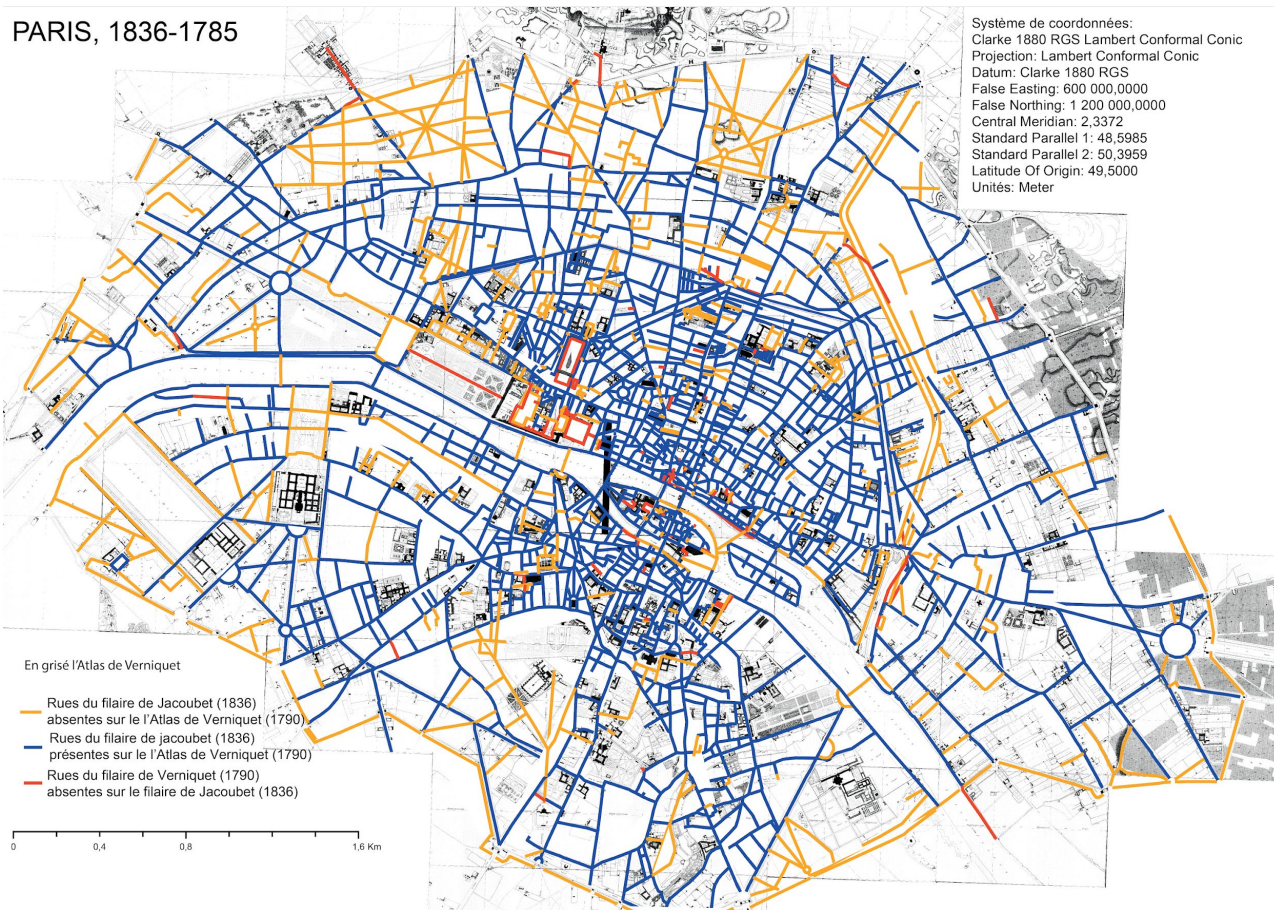 PARIS, 1836-1785
Système de coordonnées:
Clarke 1880 RGS Lambert Conformal Conic
Projection: Lambert Conformal Conic
Datum: Clarke 1880 RGS
False Easting: 600 000,0000
False Northing: 1 200 000,0000
Central Meridian: 2,3372
Standard Parallel 1: 48,5985
Standard Parallel 2: 50,3959
Latitude Of Origin: 49,5000
Unités: Meter
En grisé l'Atlas de Verniquet
Rues du filaire de Jacoubet (1836)
absentes sur le l'Atlas de Verniquet (1790)
Rues du filaire de jacoubet (1836)
présentes sur le l'Atlas de Verniquet (1790)
Rues du filaire de Verniquet (1790)
absentes sur le filaire de Jacoubet (1836)
0 0,4 0,8 1,6 Km